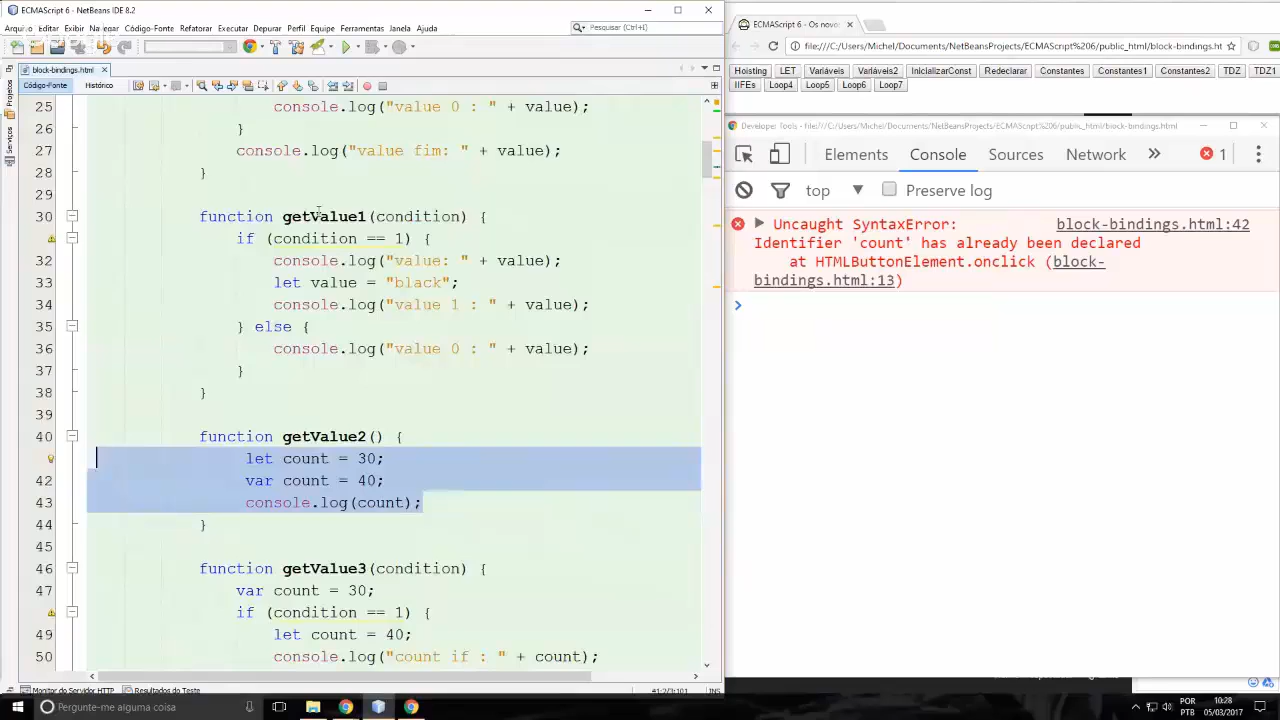 ECMAScript 6 - NetBeans IDE 8.2
Arquivo Editar Exibir Navegar Código-Fonte Refatorar Executar Depurar Perfil Equipe Ferramentas Janela Ajuda
Pesquisar (Ctrl+I)
block-bindings.html
Código-Fonte Histórico
Projetos
Serviços
25 console.log("value 0 : " + value);
26 }
27 console.log("value fim: " + value);
28 }
29
30 function getValue1(condition) {
if (condition == 1) {
32 console.log("value: " + value);
33 let value = "black";
34 console.log("value 1 : " + value);
35 } else {
36 console.log("value 0 : " + value);
37 }
38 }
39
40 function getValue2() {
let count = 30;
42 var count = 40;
43 console.log(count);
44 }
45
46 function getValue3(condition) {
47 var count = 30;
if (condition == 1) {
49 let count = 40;
50 console.log("count if : " + count);
Monitor do Servidor HTTP Resultados do Teste
41:2/3:101 INS
ECMAScript 6 - Os novos
file:///C:/Users/Michel/Documents/NetBeansProjects/ECMAScript%206/public_html/block-bindings.ht
Hoisting LET Variáveis Variáveis2 InicializarConst Redeclarar Constantes Constantes1 Constantes2 TDZ TDZ1
IIFEs Loop4 Loop5 Loop6 Loop7
Developer Tools - file:///C:/Users/Michel/Documents/NetBeansProjects/ECMAScript%206/public_html/block-bindings.html
Elements Console Sources Network 1
top Preserve log
Uncaught SyntaxError: block-bindings.html:42
Identifier 'count' has already been declared
at HTMLButtonElement.onclick (block-
bindings.html:13)
Pergunte-me alguma coisa
POR 10:28
PTB 05/03/2017